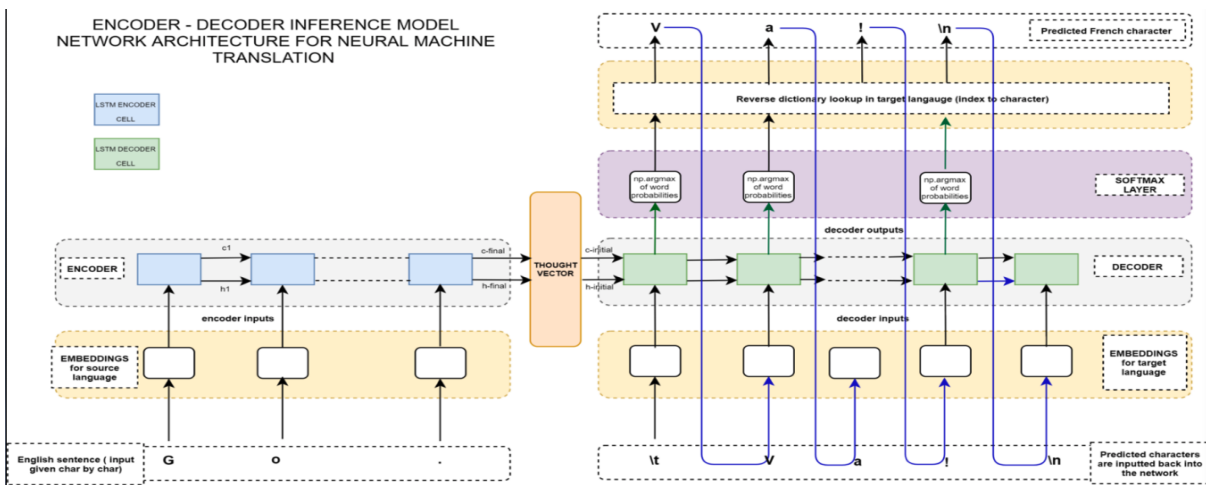 ENCODER - DECODER INFERENCE MODEL
NETWORK ARCHITECTURE FOR NEURAL MACHINE
TRANSLATION
LSTM ENCODER
CELL
LSTM DECODER
CELL
V a ! \n
Predicted French character
Reverse dictionary lookup in target langauge (index to character)
np.argmax
of word
probabilities
np.argmax
of word
probabilities
np.argmax
of word
probabilities
SOFTMAX
LAYER
decoder outputs
ENCODER
c1
h1
c-final
h-final
THOUGHT
VECTOR
c-initial
h-initial
DECODER
encoder inputs
decoder inputs
EMBEDDINGS
for source
language
EMBEDDINGS
for target
language
English sentence ( input
given char by char)
G o .
\t V a ! \n
Predicted characters
are inputted back into
the network